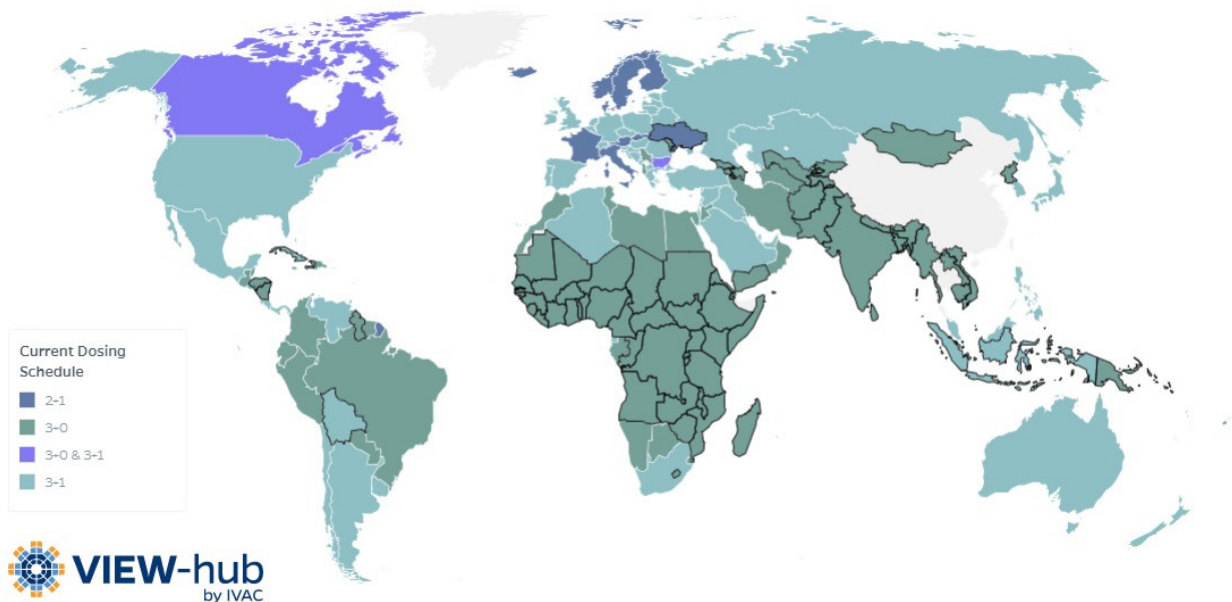 Current Dosing
Schedule
2+1
3+0
3+0 & 3+1
3+1
VIEW-hub
by IVAC